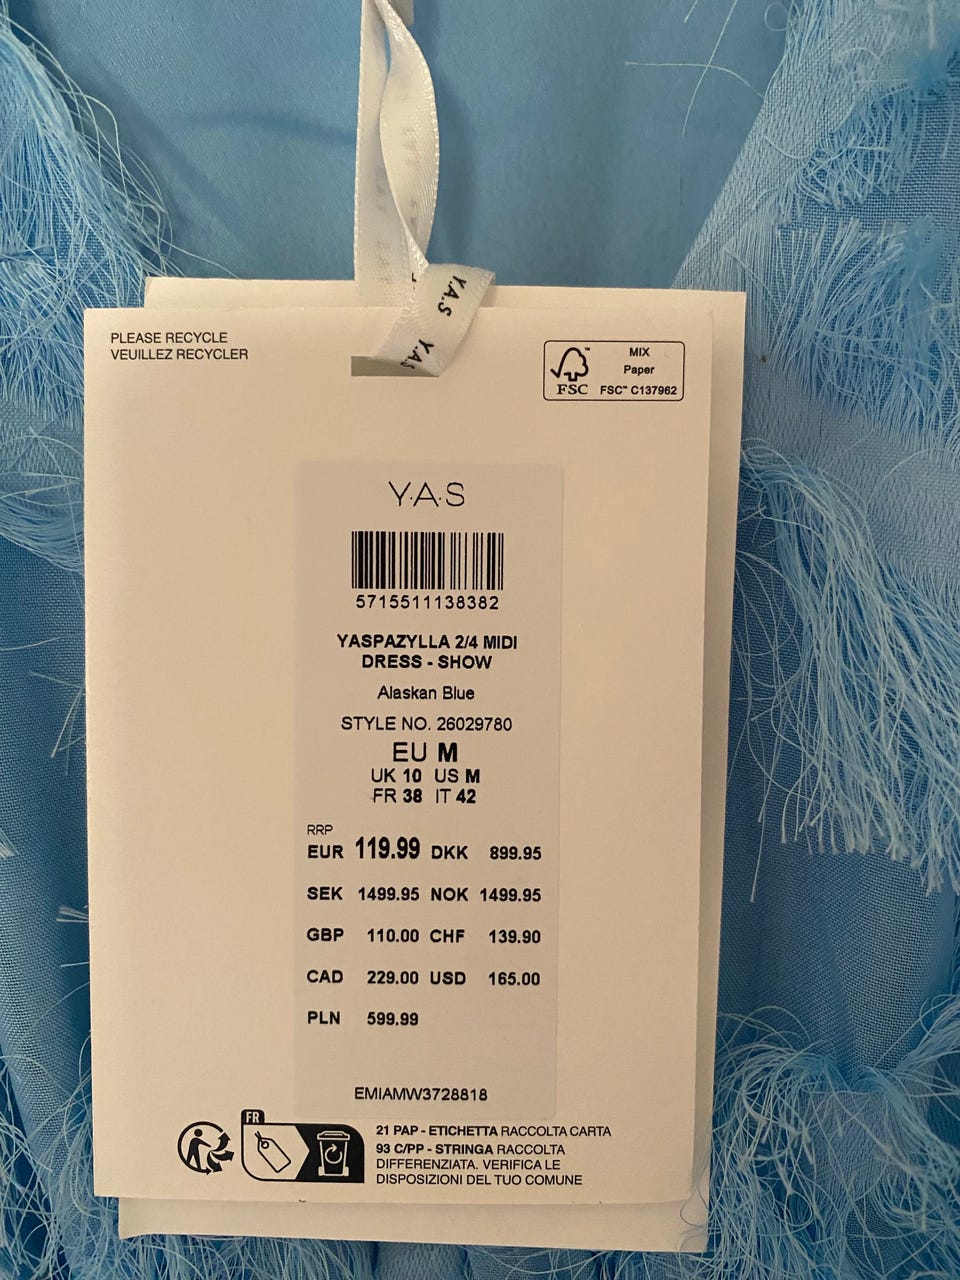 Y.A.S
Y.A.S
PLEASE RECYCLE
VEUILLEZ RECYCLER
MIX
Paper
FSC™ C137962
FSC
Y.A.S
5715511138382
YASPAZYLLA 2/4 MIDI
DRESS - SHOW
Alaskan Blue
STYLE NO. 26029780
EU M
UK 10 US M
FR 38 IT 42
RRP
EUR 119.99 DKK 899.95
SEK 1499.95 NOK 1499.95
GBP 110.00 CHF 139.90
CAD 229.00 USD 165.00
PLN 599.99
EMIAMW3728818
FR
21 PAP - ETICHETTA RACCOLTA CARTA
93 C/PP - STRINGA RACCOLTA
DIFFERENZIATA. VERIFICA LE
DISPOSIZIONI DEL TUO COMUNE